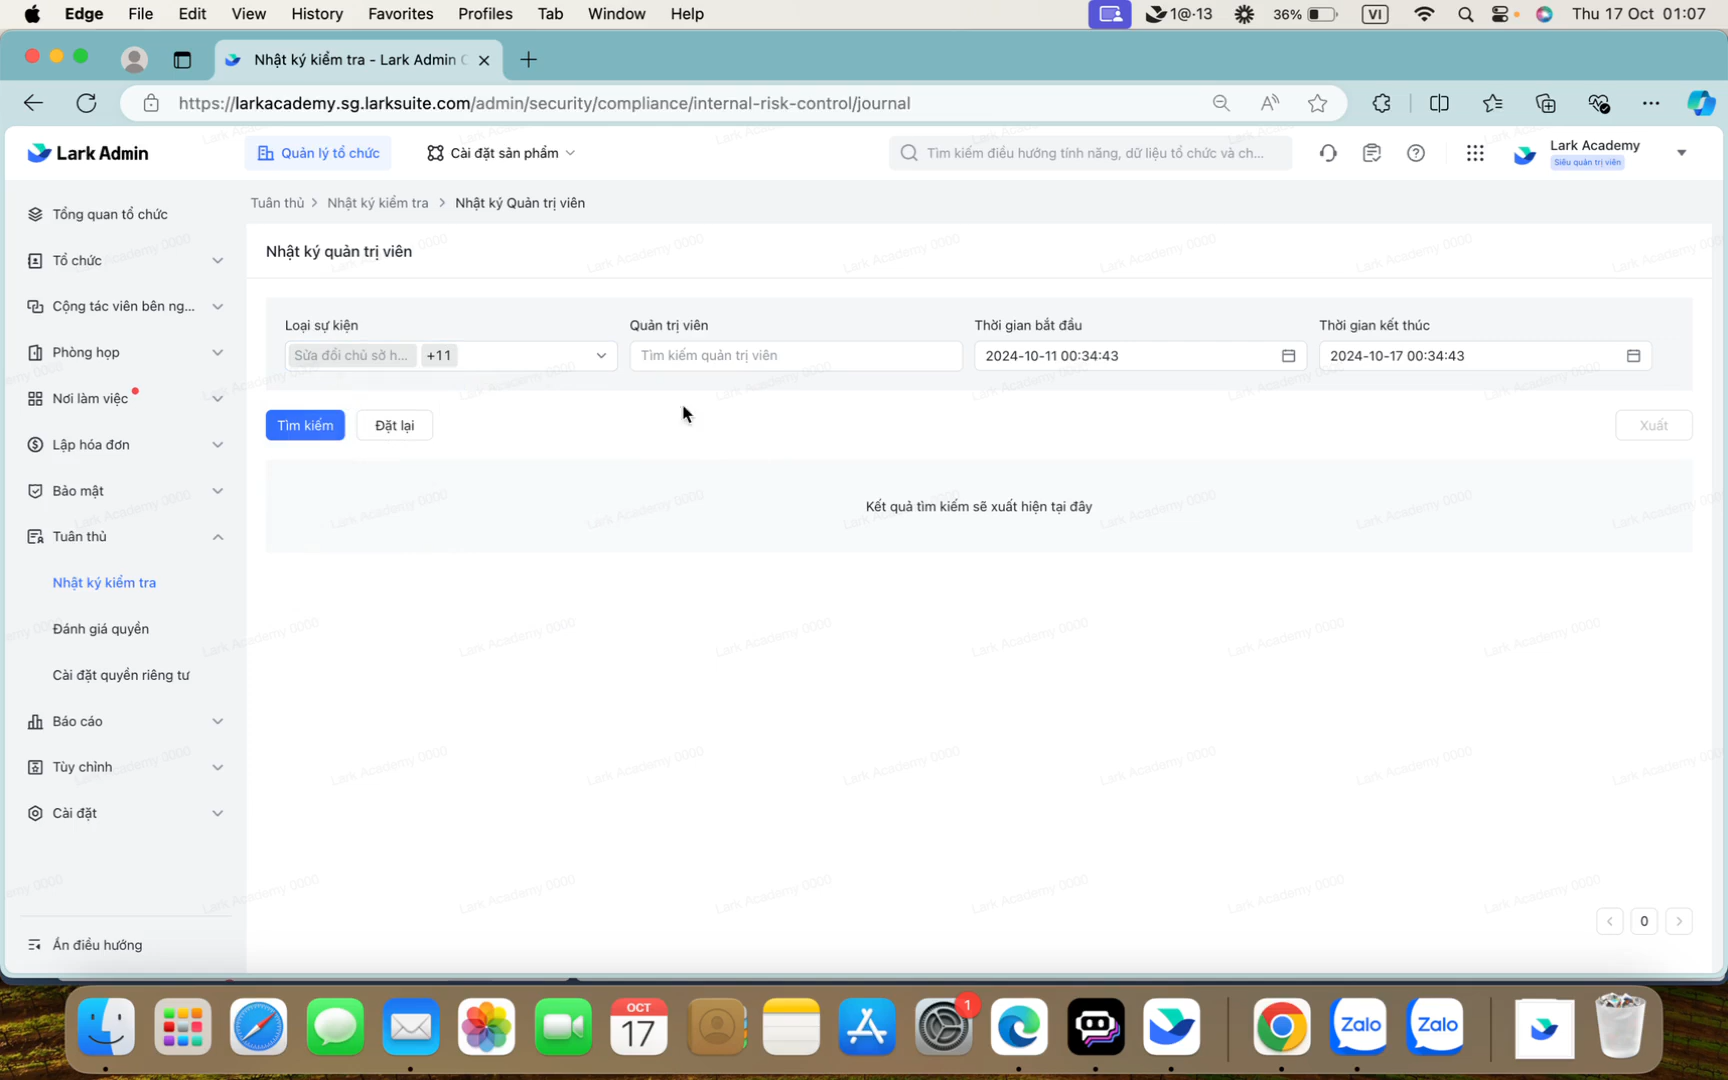 Edge File Edit View History Favorites Profiles Tab Window Help
1@·13 36% VI Thu 17 Oct 01:07
Nhật ký kiểm tra - Lark Admin
https://larkacademy.sg.larksuite.com/admin/security/compliance/internal-risk-control/journal
Lark Admin
Quản lý tổ chức
Cài đặt sản phẩm
Tìm kiếm điều hướng tính năng, dữ liệu tổ chức và ch...
Lark Academy
Siêu quản trị viên
Tổng quan tổ chức
Tổ chức
Cộng tác viên bên ng...
Phòng họp
Nơi làm việc
Lập hóa đơn
Bảo mật
Tuân thủ
Nhật ký kiểm tra
Đánh giá quyền
Cài đặt quyền riêng tư
Báo cáo
Tùy chỉnh
Cài đặt
Ẩn điều hướng
Tuân thủ > Nhật ký kiểm tra > Nhật ký Quản trị viên
Nhật ký quản trị viên
Loại sự kiện
Sửa đổi chủ sở h... +11
Quản trị viên
Tìm kiếm quản trị viên
Thời gian bắt đầu
2024-10-11 00:34:43
Thời gian kết thúc
2024-10-17 00:34:43
Tìm kiếm
Đặt lại
Xuất
Kết quả tìm kiếm sẽ xuất hiện tại đây
0
Lark Academy 0000
OCT
17
1
Zalo
Zalo